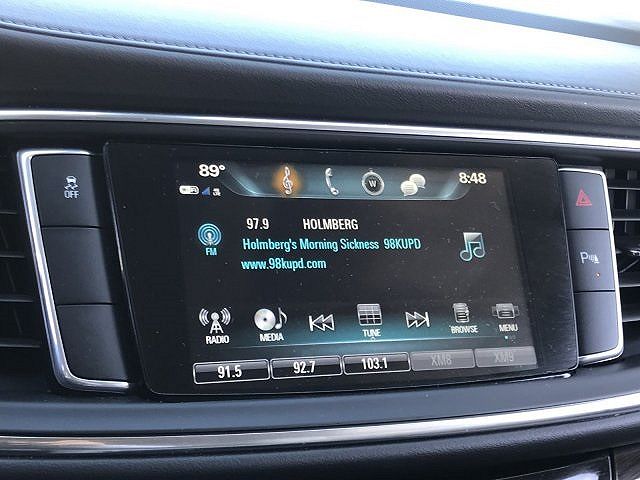 89° 8:48
W
OFF
97.9 HOLMBERG
Holmberg's Morning Sickness 98KUPD
www.98kupd.com
FM
P
RADIO MEDIA TUNE BROWSE MENU
91.5 92.7 103.1 XM8 XM9